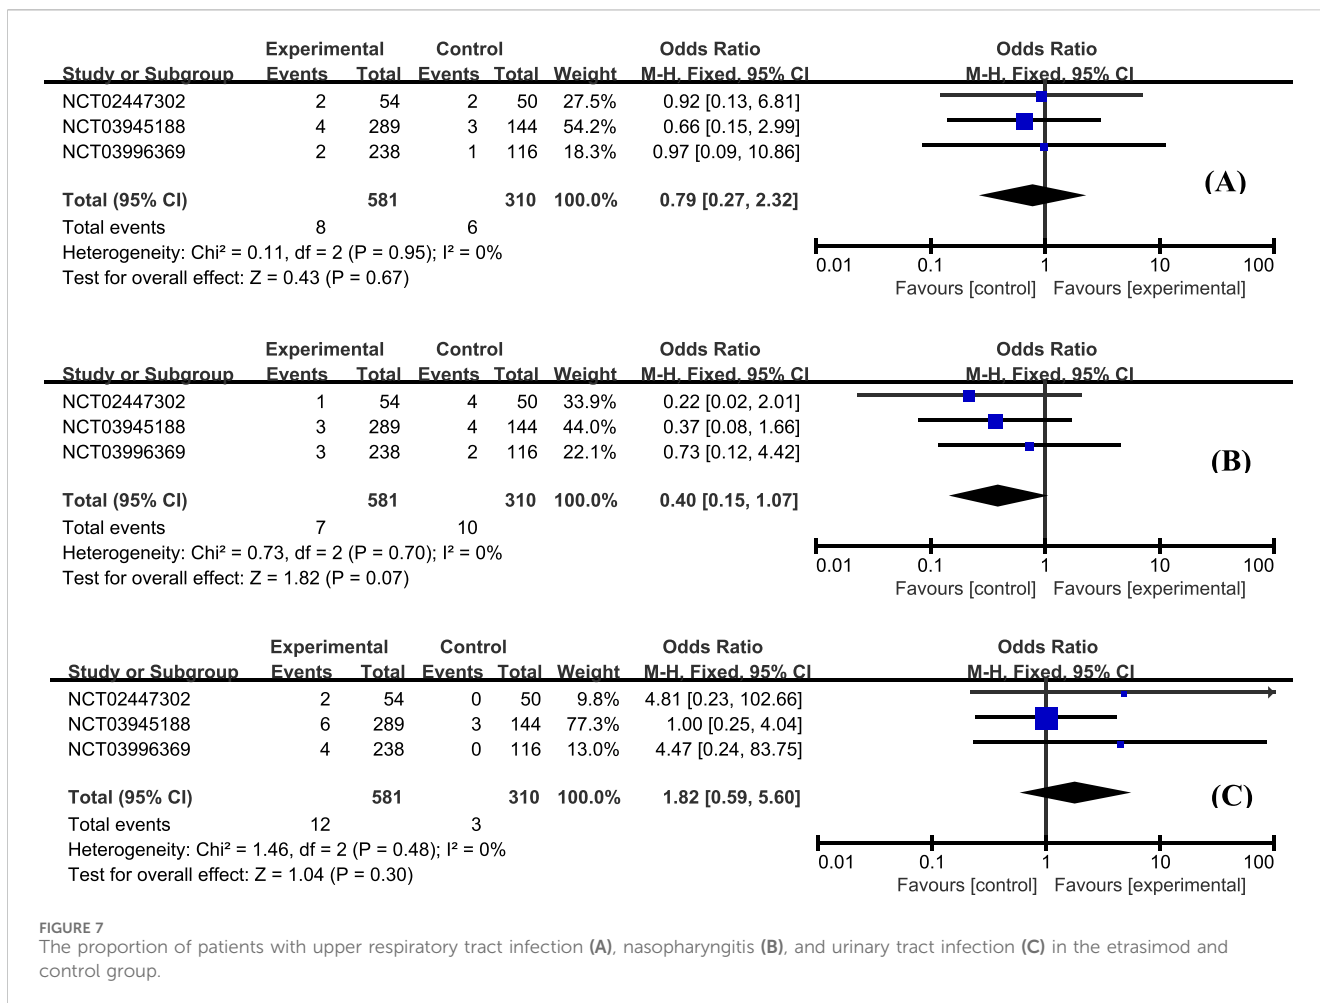 Experimental Control Odds Ratio Odds Ratio
Study or Subgroup Events Total Events Total Weight M-H, Fixed, 95% CI M-H, Fixed, 95% CI
NCT02447302 2 54 2 50 27.5% 0.92 [0.13, 6.81]
NCT03945188 4 289 3 144 54.2% 0.66 [0.15, 2.99]
NCT03996369 2 238 1 116 18.3% 0.97 [0.09, 10.86]
(A)
Total (95% CI) 581 310 100.0% 0.79 [0.27, 2.32]
Total events 8 6
Heterogeneity: Chi² = 0.11, df = 2 (P = 0.95); I² = 0%
Test for overall effect: Z = 0.43 (P = 0.67)
0.01 0.1 1 10 100
Favours [control] Favours [experimental]
Experimental Control Odds Ratio Odds Ratio
Study or Subgroup Events Total Events Total Weight M-H, Fixed, 95% CI M-H, Fixed, 95% CI
NCT02447302 1 54 4 50 33.9% 0.22 [0.02, 2.01]
NCT03945188 3 289 4 144 44.0% 0.37 [0.08, 1.66]
NCT03996369 3 238 2 116 22.1% 0.73 [0.12, 4.42]
(B)
Total (95% CI) 581 310 100.0% 0.40 [0.15, 1.07]
Total events 7 10
Heterogeneity: Chi² = 0.73, df = 2 (P = 0.70); I² = 0%
Test for overall effect: Z = 1.82 (P = 0.07)
0.01 0.1 1 10 100
Favours [control] Favours [experimental]
Experimental Control Odds Ratio Odds Ratio
Study or Subgroup Events Total Events Total Weight M-H, Fixed, 95% CI M-H, Fixed, 95% CI
NCT02447302 2 54 0 50 9.8% 4.81 [0.23, 102.66]
NCT03945188 6 289 3 144 77.3% 1.00 [0.25, 4.04]
NCT03996369 4 238 0 116 13.0% 4.47 [0.24, 83.75]
Total (95% CI) 581 310 100.0% 1.82 [0.59, 5.60]
(C)
Total events 12 3
Heterogeneity: Chi² = 1.46, df = 2 (P = 0.48); I² = 0%
Test for overall effect: Z = 1.04 (P = 0.30)
0.01 0.1 1 10 100
Favours [control] Favours [experimental]
FIGURE 7
The proportion of patients with upper respiratory tract infection (A), nasopharyngitis (B), and urinary tract infection (C) in the etrasimod and
control group.